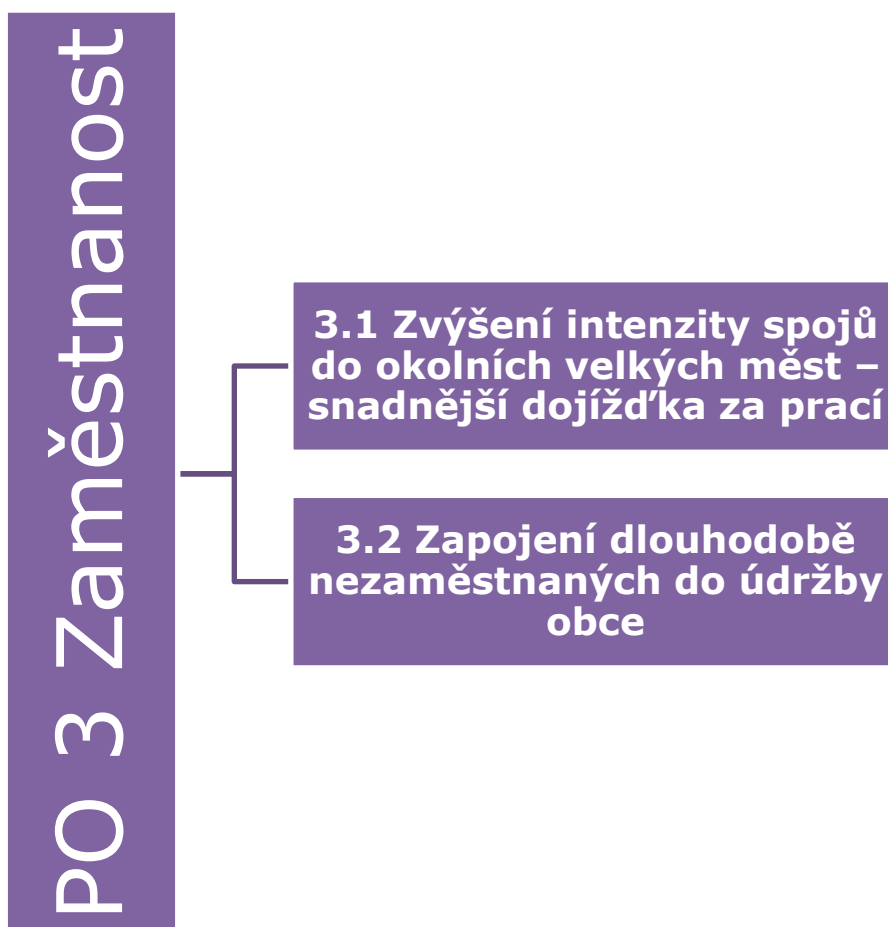 PO 3 Zaměstnanost
3.1 Zvýšení intenzity spojů
do okolních velkých měst –
snadnější dojížďka za prací
3.2 Zapojení dlouhodobě
nezaměstnaných do údržby
obce